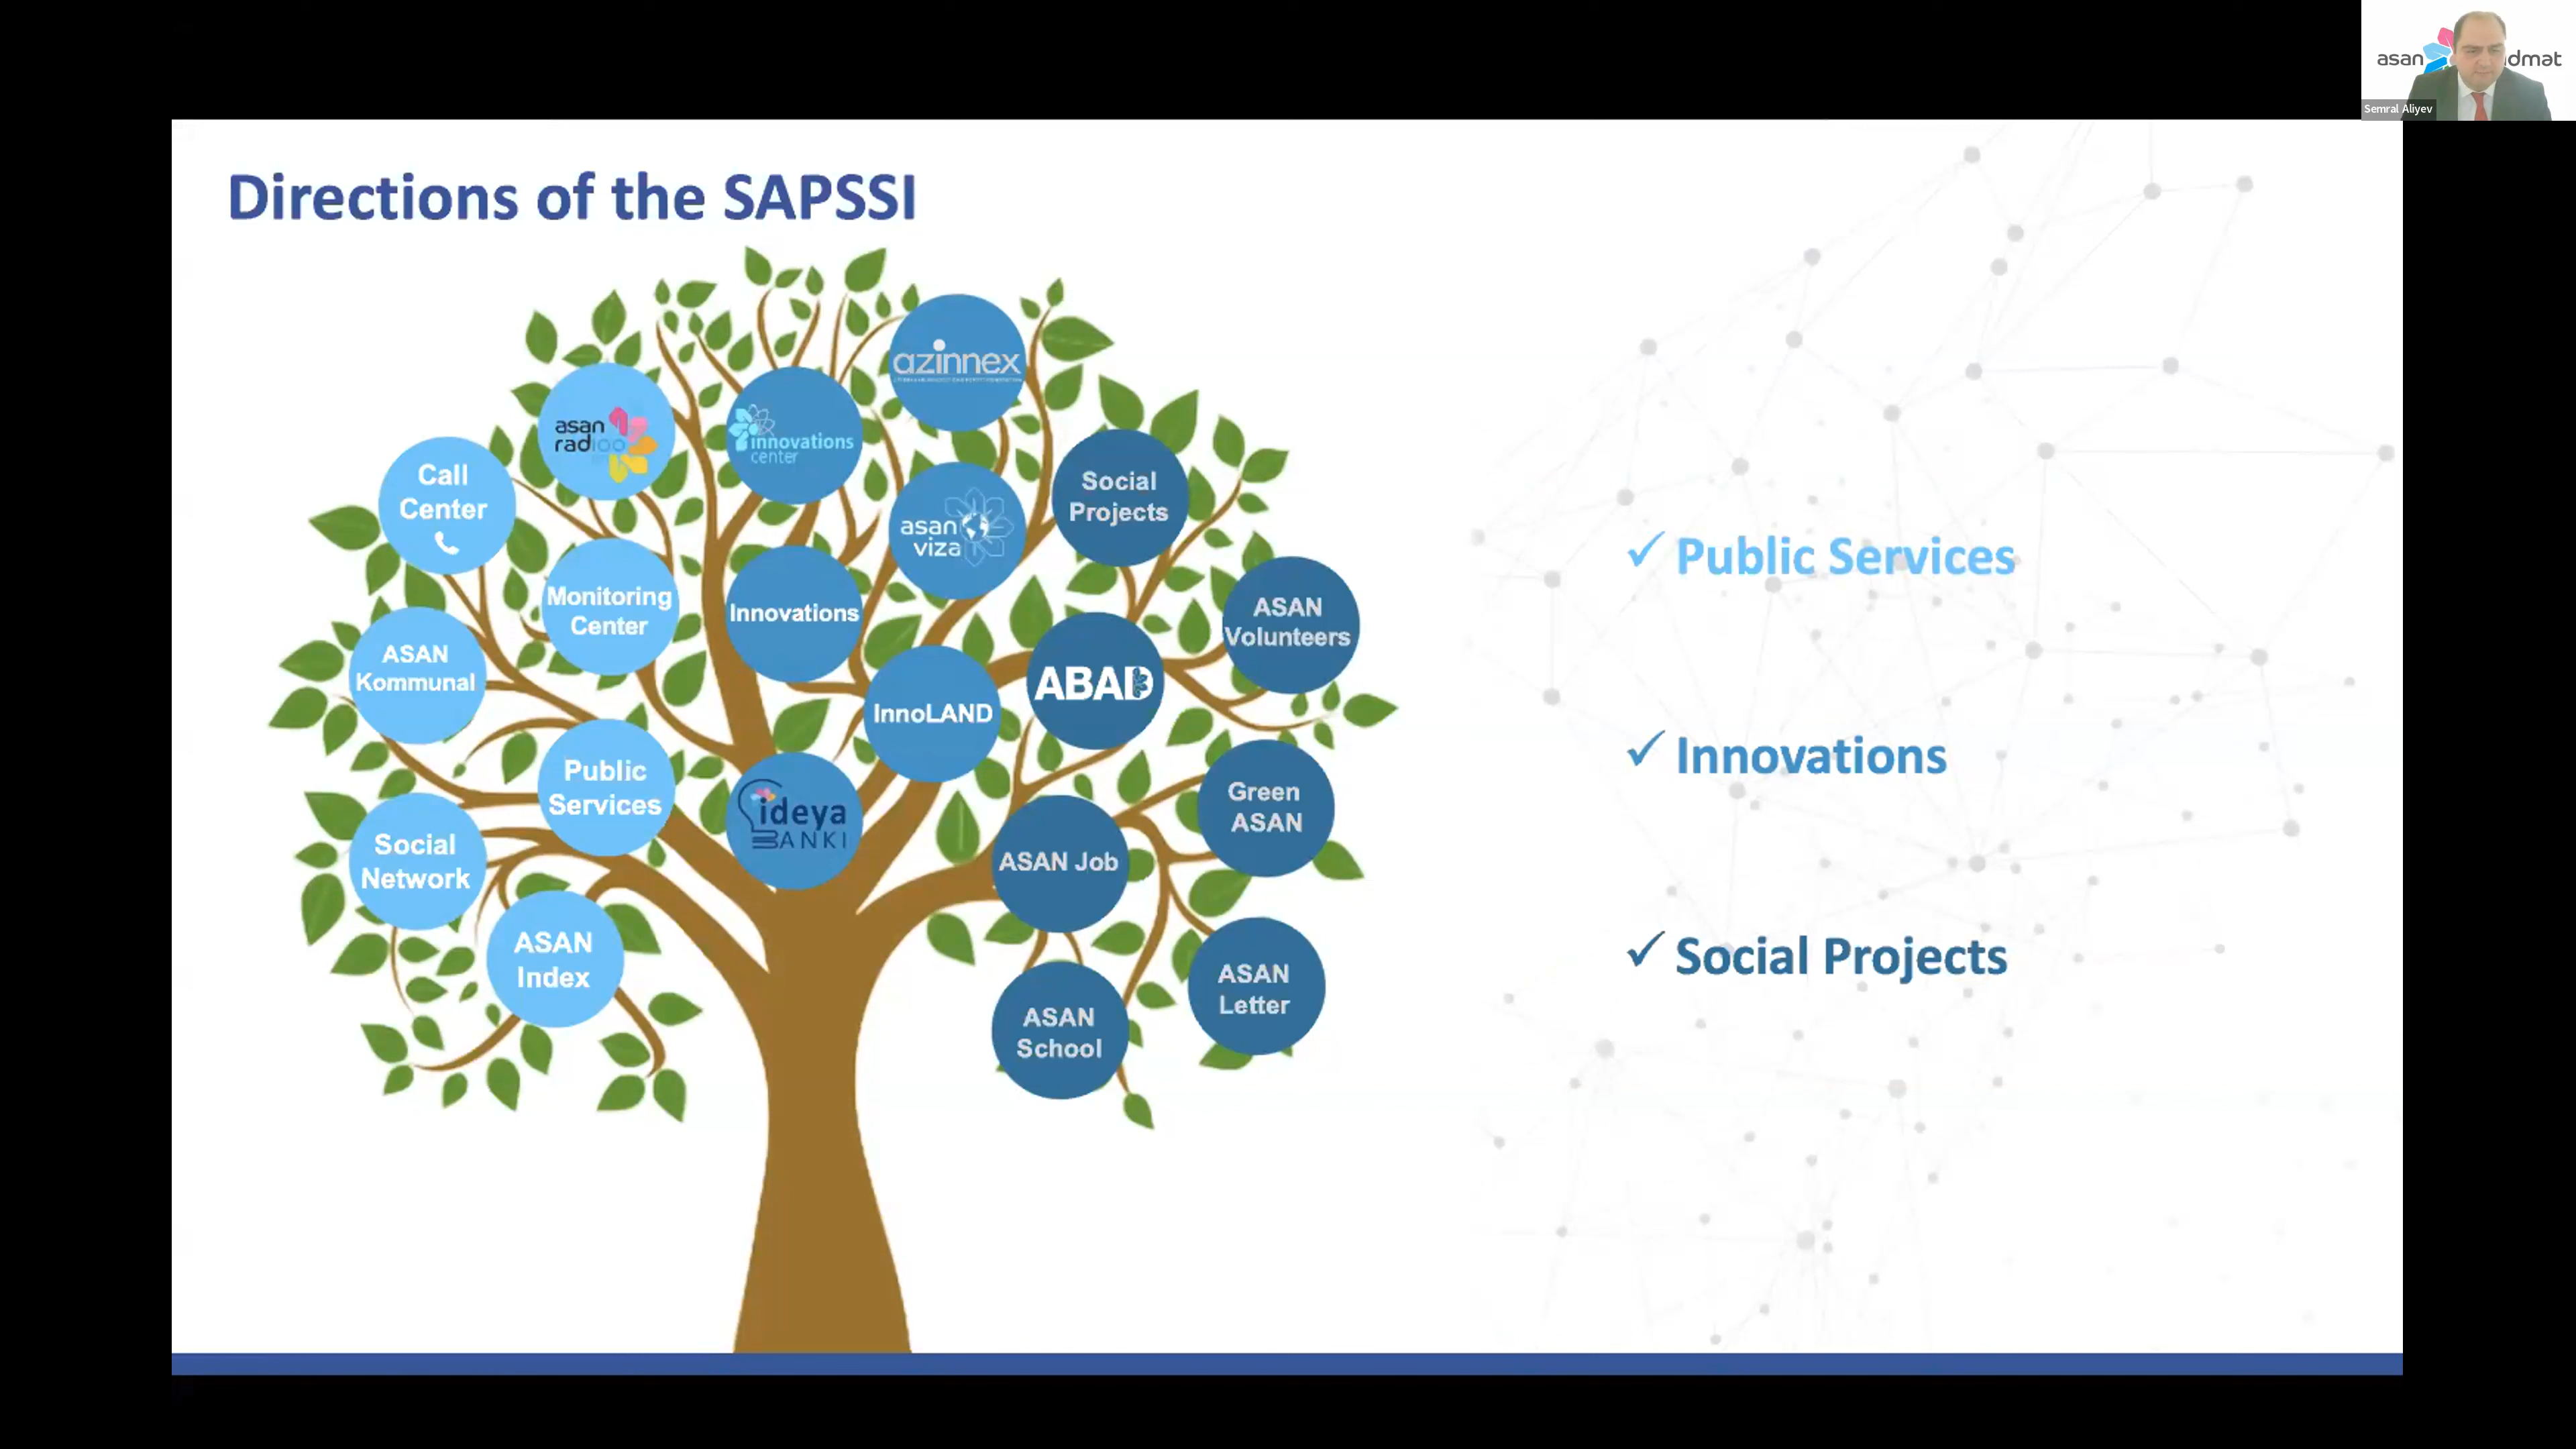 asan
dmat
Semral Aliyev
Directions of the SAPSSI
azinnex
asan
radioo
innovations
center
Call
Center
Social
Projects
asan
viza
Monitoring
Center
Innovations
ASAN
Volunteers
ASAN
Kommunal
ABAD
InnoLAND
Public
Services
ideya
BANKI
Green
ASAN
Social
Network
ASAN Job
ASAN
Index
ASAN
Letter
ASAN
School
✓ Public Services
✓ Innovations
✓ Social Projects